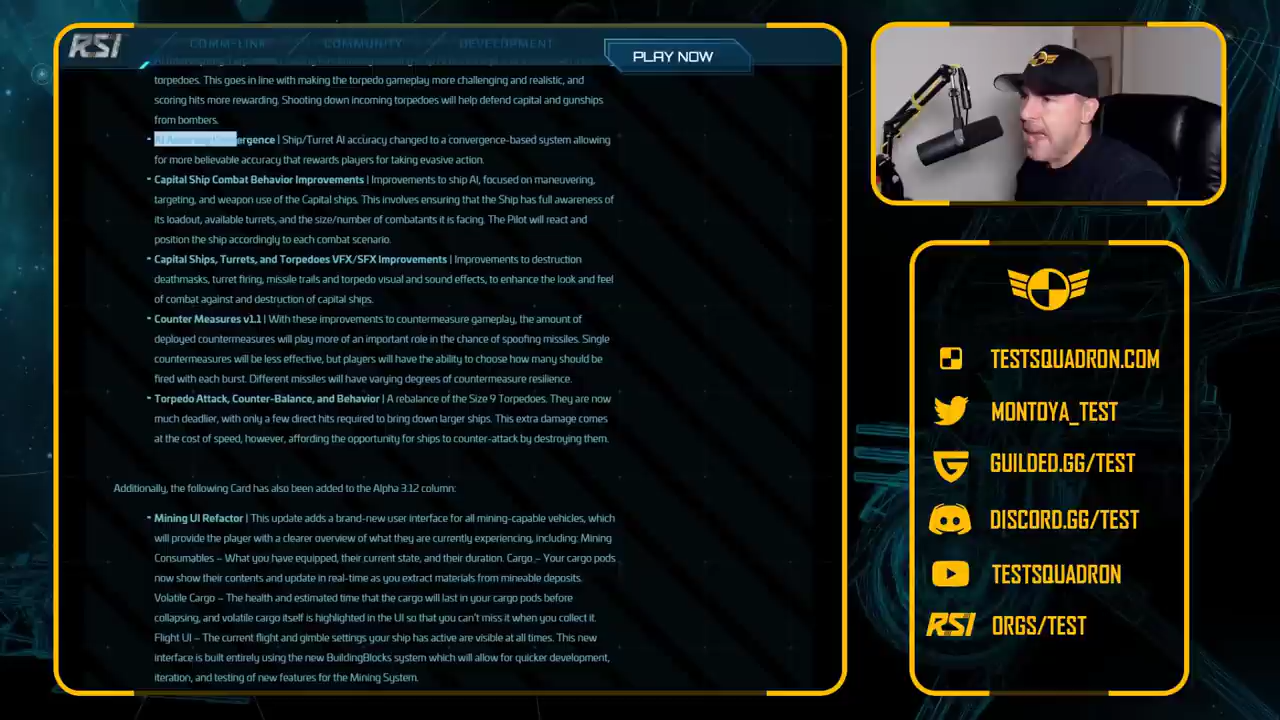 RSI
COMM-LINK
COMMUNITY
DEVELOPMENT
PLAY NOW
torpedoes. This goes in line with making the torpedo gameplay more challenging and realistic, and
scoring hits more rewarding. Shooting down incoming torpedoes will help defend capital and gunships
from bombers.
- AI Accuracy Convergence | Ship/Turret AI accuracy changed to a convergence-based system allowing
for more believable accuracy that rewards players for taking evasive action.
- Capital Ship Combat Behavior Improvements | Improvements to ship AI, focused on maneuvering,
targeting, and weapon use of the Capital ships. This involves ensuring that the Ship has full awareness of
its loadout, available turrets, and the size/number of combatants it is facing. The Pilot will react and
position the ship accordingly to each combat scenario.
- Capital Ships, Turrets, and Torpedoes VFX/SFX Improvements | Improvements to destruction
deathmasks, turret firing, missile trails and torpedo visual and sound effects, to enhance the look and feel
of combat against and destruction of capital ships.
- Counter Measures v1.1 | With these improvements to countermeasure gameplay, the amount of
deployed countermeasures will play more of an important role in the chance of spoofing missiles. Single
countermeasures will be less effective, but players will have the ability to choose how many should be
fired with each burst. Different missiles will have varying degrees of countermeasure resilience.
- Torpedo Attack, Counter-Balance, and Behavior | A rebalance of the Size 9 Torpedoes. They are now
much deadlier, with only a few direct hits required to bring down larger ships. This extra damage comes
at the cost of speed, however, affording the opportunity for ships to counter-attack by destroying them.
Additionally, the following Card has also been added to the Alpha 3.12 column:
- Mining UI Refactor | This update adds a brand-new user interface for all mining-capable vehicles, which
will provide the player with a clearer overview of what they are currently experiencing, including: Mining
Consumables – What you have equipped, their current state, and their duration. Cargo – Your cargo pods
now show their contents and update in real-time as you extract materials from mineable deposits.
Volatile Cargo – The health and estimated time that the cargo will last in your cargo pods before
collapsing, and volatile cargo itself is highlighted in the UI so that you can't miss it when you collect it.
Flight UI – The current flight and gimble settings your ship has active are visible at all times. This new
interface is built entirely using the new BuildingBlocks system which will allow for quicker development,
iteration, and testing of new features for the Mining System.
TESTSQUADRON.COM
MONTOYA_TEST
GUILDED.GG/TEST
DISCORD.GG/TEST
TESTSQUADRON
RSI ORGS/TEST